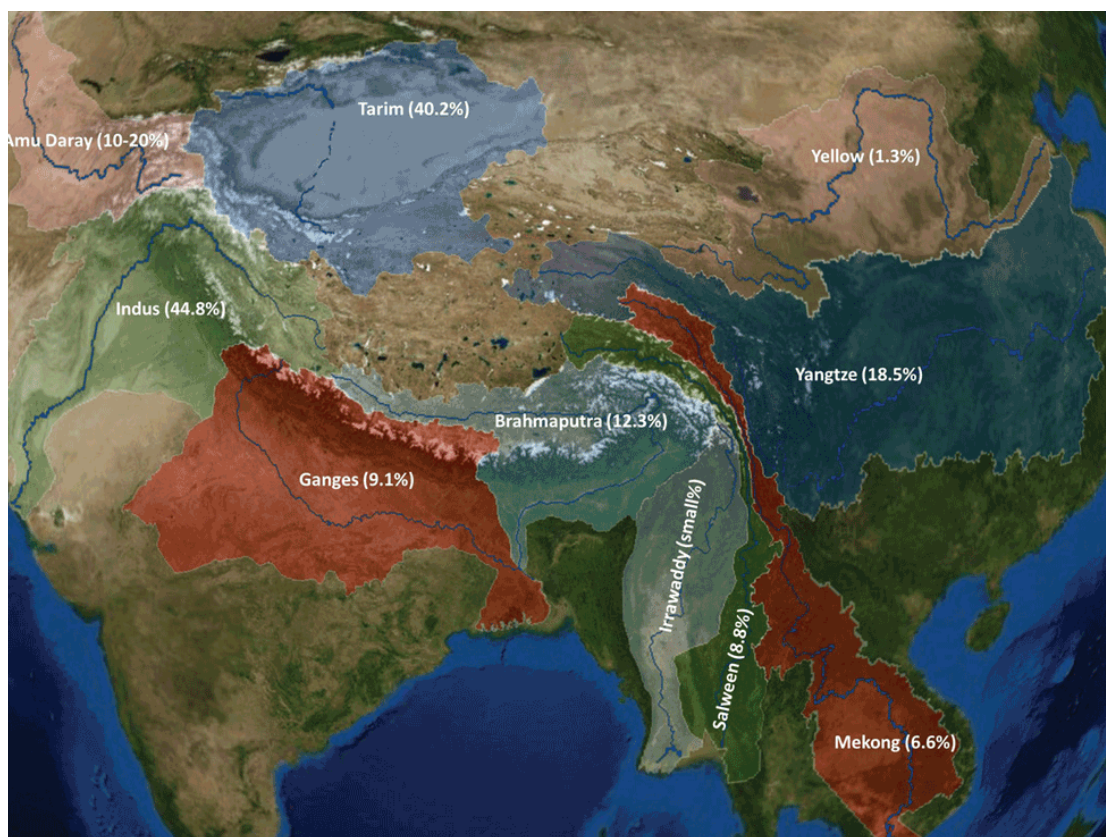 Tarim (40.2%)
Amu Daray (10-20%)
Yellow (1.3%)
Indus (44.8%)
Yangtze (18.5%)
Brahmaputra (12.3%)
Ganges (9.1%)
Irrawaddy (small%)
Salween (8.8%)
Mekong (6.6%)